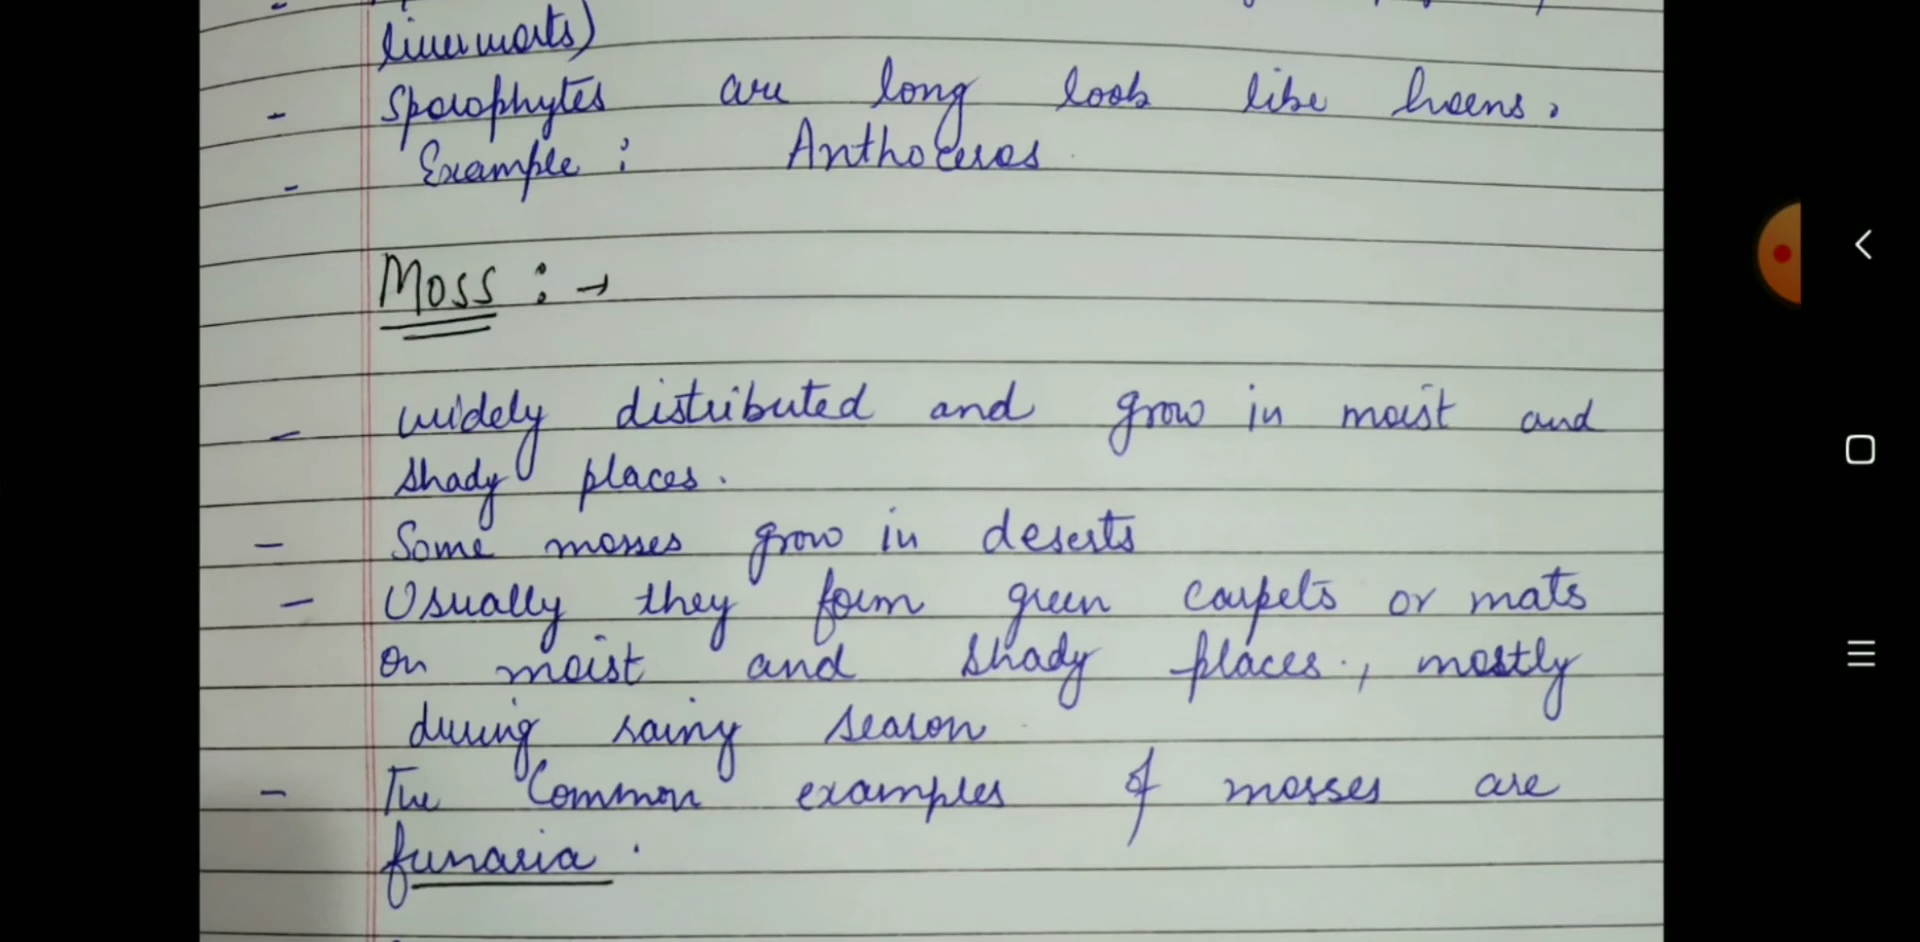 liverworts)
- Sporophytes are long look like horns.
- Example : Anthoceros
Moss : →
- widely distributed and grow in moist and
shady places.
- Some mosses grow in deserts
- Usually they form green carpets or mats
on moist and shady places., mostly
during rainy season
- The Common examples of mosses are
funaria.